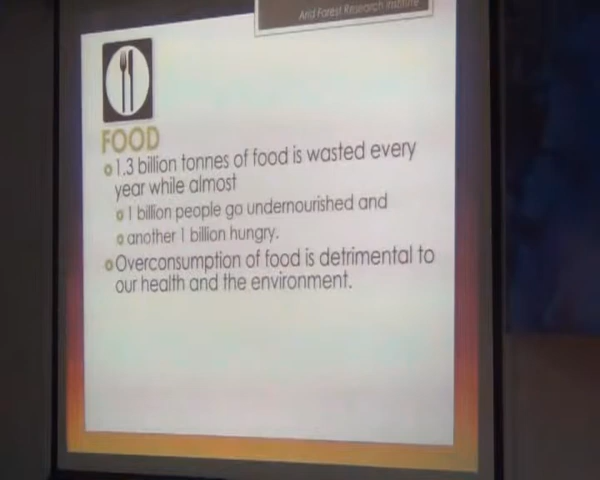 Arid Forest Research Institute
FOOD
1.3 billion tonnes of food is wasted every
year while almost
1 billion people go undernourished and
another 1 billion hungry.
Overconsumption of food is detrimental to
our health and the environment.